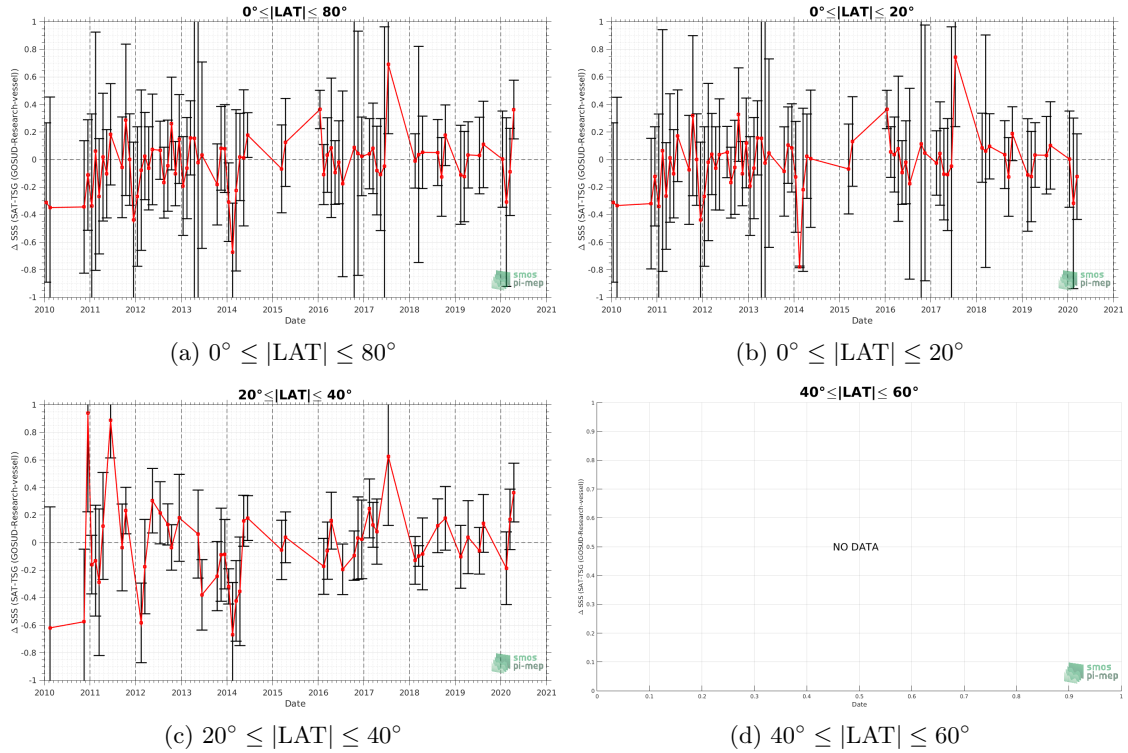 0°≤|LAT|≤ 80°
Δ SSS (SAT-TSG (GOSUD-Research-vessel))
1
0.8
0.6
0.4
0.2
0
-0.2
-0.4
-0.6
-0.8
-1
2010 2011 2012 2013 2014 2015 2016 2017 2018 2019 2020 2021
Date
smos
pi-mep
(a) 0° ≤ |LAT| ≤ 80°
0°≤|LAT|≤ 20°
Δ SSS (SAT-TSG (GOSUD-Research-vessel))
1
0.8
0.6
0.4
0.2
0
-0.2
-0.4
-0.6
-0.8
-1
2010 2011 2012 2013 2014 2015 2016 2017 2018 2019 2020 2021
Date
smos
pi-mep
(b) 0° ≤ |LAT| ≤ 20°
20°≤|LAT|≤ 40°
Δ SSS (SAT-TSG (GOSUD-Research-vessel))
1
0.8
0.6
0.4
0.2
0
-0.2
-0.4
-0.6
-0.8
-1
2010 2011 2012 2013 2014 2015 2016 2017 2018 2019 2020 2021
Date
smos
pi-mep
(c) 20° ≤ |LAT| ≤ 40°
40°≤|LAT|≤ 60°
Δ SSS (SAT-TSG (GOSUD-Research-vessel))
1
0.9
0.8
0.7
0.6
0.5
0.4
0.3
0.2
0.1
0
NO DATA
0 0.1 0.2 0.3 0.4 0.5 0.6 0.7 0.8 0.9 1
Date
smos
pi-mep
(d) 40° ≤ |LAT| ≤ 60°